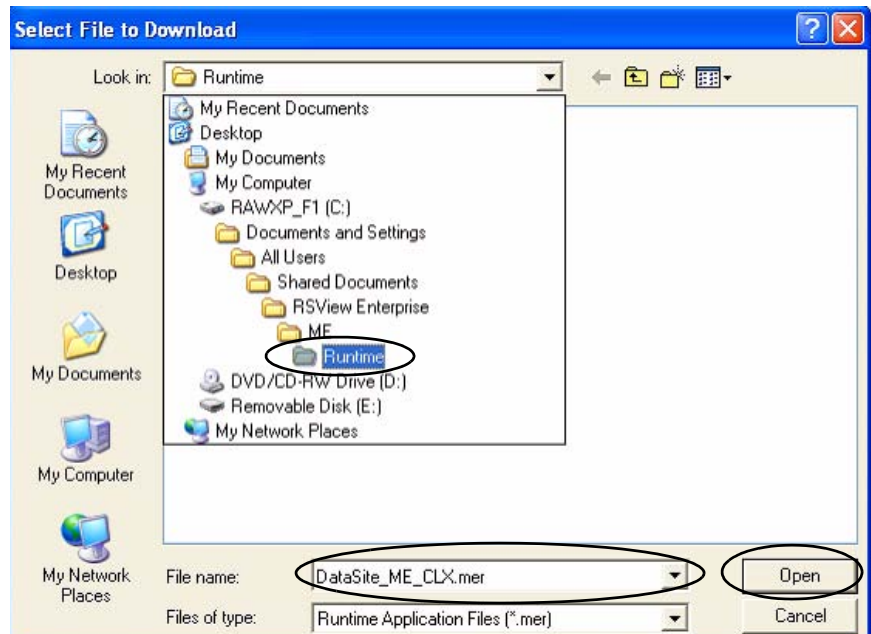 Select File to Download
Look in:
Runtime
My Recent Documents
Desktop
My Documents
My Computer
RAWXP_F1 (C:)
Documents and Settings
All Users
Shared Documents
RSView Enterprise
ME
Runtime
DVD/CD-RW Drive (D:)
Removable Disk (E:)
My Network Places
My Recent
Documents
Desktop
My Documents
My Computer
My Network
Places
File name:
DataSite_ME_CLX.mer
Open
Files of type:
Runtime Application Files (*.mer)
Cancel